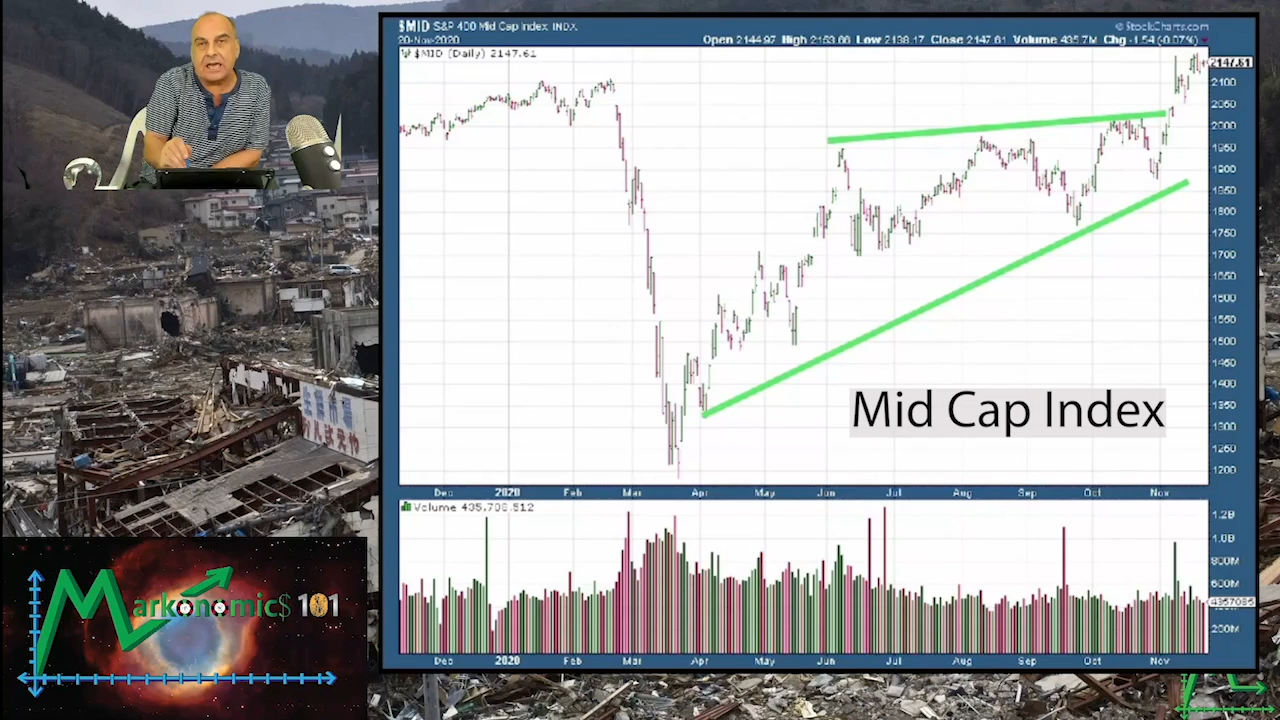 $MID S&P 400 Mid Cap Index INDX
© StockCharts.com
20-Nov-2020
Open 2144.97 High 2153.66 Low 2138.17 Close 2147.61 Volume 435.7M Chg -1.54 (-0.07%)
$MID (Daily) 2147.61
2147.61
2100
2050
2000
1950
1900
1850
1800
1750
1700
1650
1600
1550
1500
1450
1400
1350
1300
1250
1200
Mid Cap Index
Dec 2020 Feb Mar Apr May Jun Jul Aug Sep Oct Nov
Volume 435,708,512
1.2B
1.0B
800M
600M
4357085
200M
Dec 2020 Feb Mar Apr May Jun Jul Aug Sep Oct Nov
Markonomic$ 101